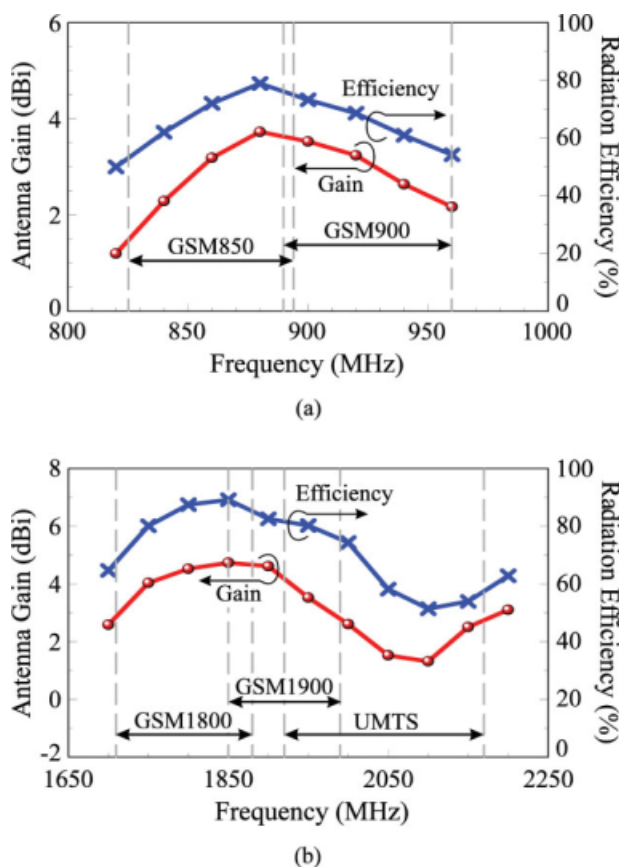 6
100
80
4
60
40
2
20
0
0
800
850
900
950
1000
Efficiency
Gain
GSM850
GSM900
Antenna Gain (dBi)
Radiation Efficiency (%)
Frequency (MHz)
(a)
8
100
6
80
4
60
2
40
0
20
-2
0
1650
1850
2050
2250
Efficiency
Gain
GSM1900
GSM1800
UMTS
Antenna Gain (dBi)
Radiation Efficiency (%)
Frequency (MHz)
(b)